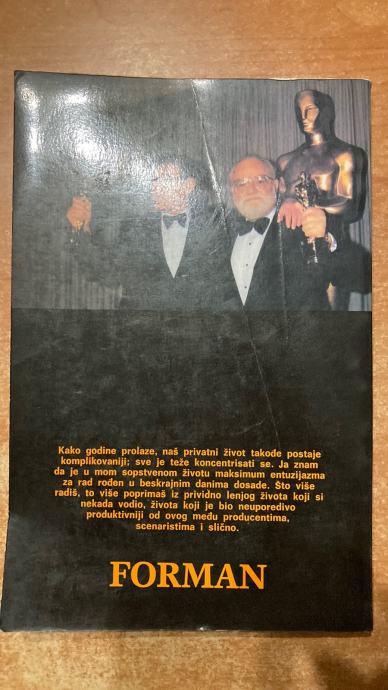 Kako godine prolaze, naš privatni život takođe postaje
komplikovaniji; sve je teže koncentrisati se. Ja znam
da je u mom sopstvenom životu maksimum entuzijazma
za rad rođen u beskrajnim danima dosade. Što više
radiš, to više poprimaš iz prividno lenjog života koji si
nekada vodio, života koji je bio neuporedivo
produktivniji od ovog među producentima,
scenaristima i slično.
FORMAN